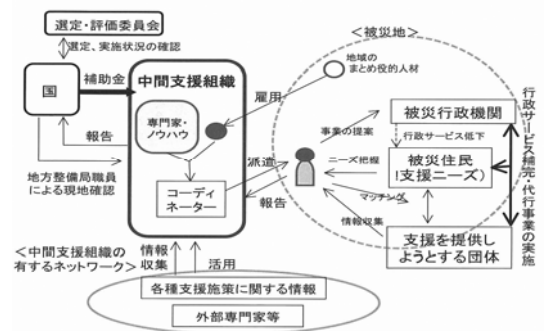 選定・評価委員会
選定、実施状況の確認
国
補助金
報告
地方整備局職員
による現地確認
中間支援組織
専門家・
ノウハウ
コーディ
ネーター
雇用
派遣
報告
<被災地>
地域の
まとめ役的人材
事業の提案
ニーズ把握
マッチング
情報収集
被災行政機関
行政サービス低下
被災住民
(支援ニーズ)
支援を提供し
ようとする団体
行政サービス補完・代行事業の実施
<中間支援組織の
有するネットワーク>
情報
収集
活用
各種支援施策に関する情報
外部専門家等